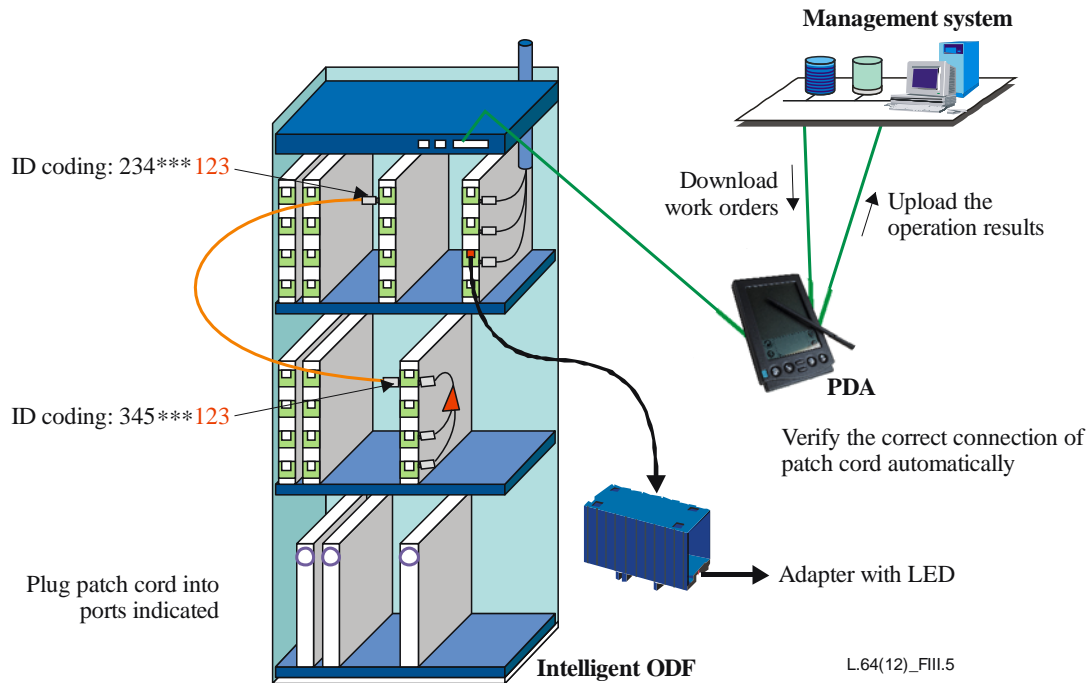 Management system
ID coding: 234***123
Download
work orders
Upload the
operation results
ID coding: 345***123
PDA
Verify the correct connection of
patch cord automatically
Plug patch cord into
ports indicated
Adapter with LED
Intelligent ODF
L.64(12)_FIII.5